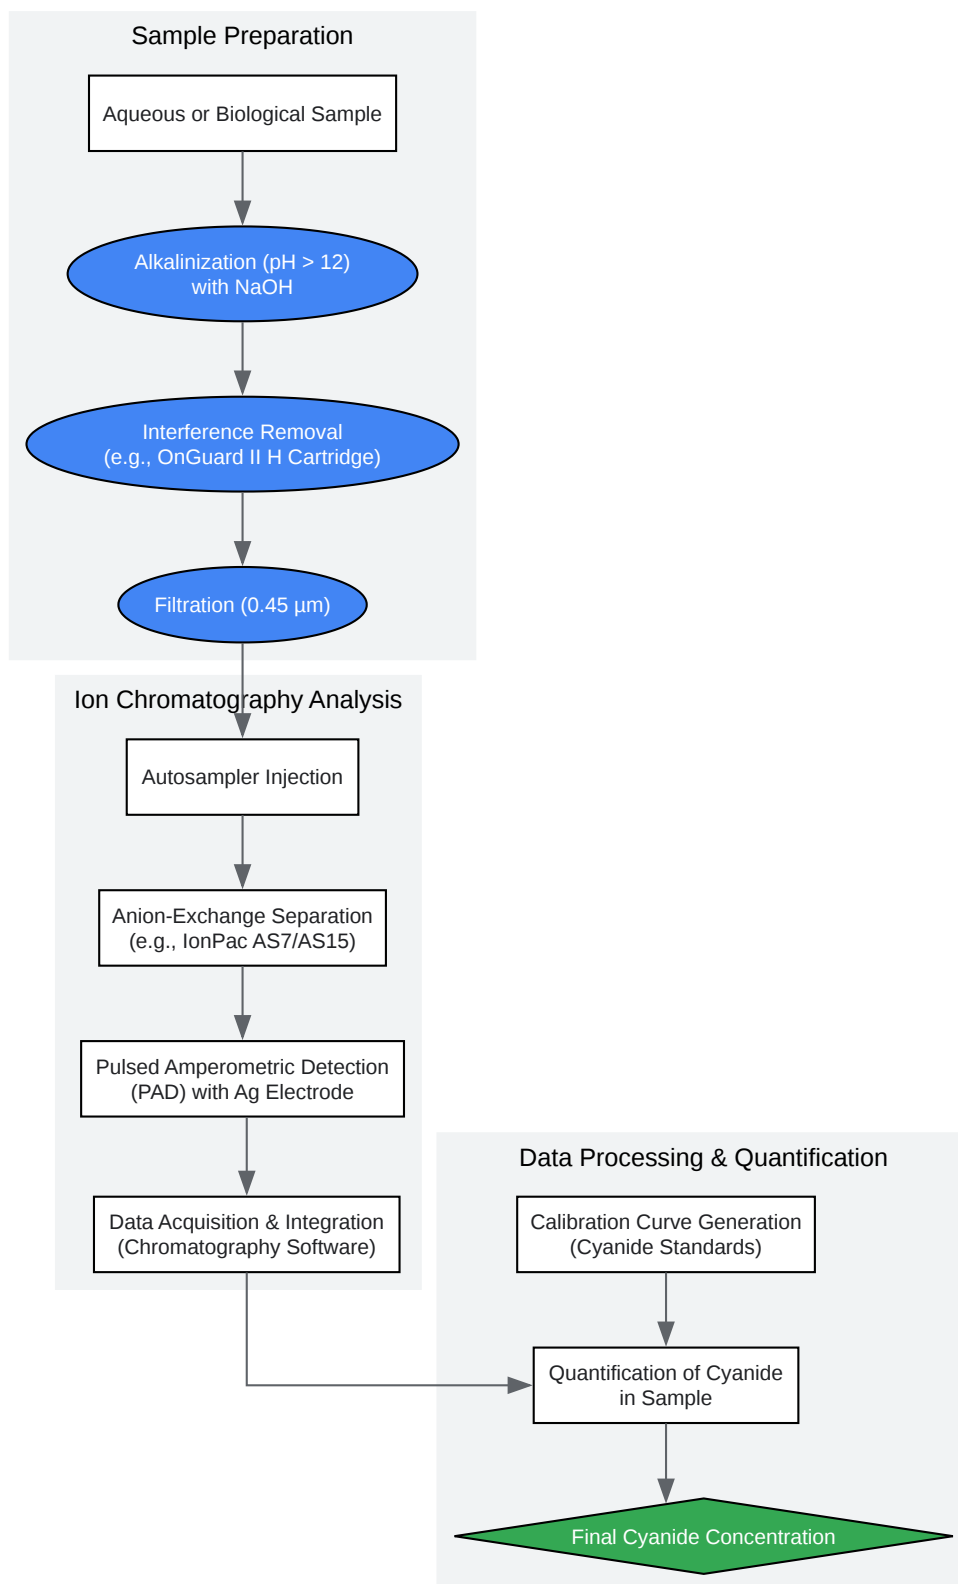 Sample Preparation
Aqueous or Biological Sample
Alkalinization (pH > 12)
with NaOH
Interference Removal
(e.g., OnGuard II H Cartridge)
Filtration (0.45 µm)
Ion Chromatography Analysis
Autosampler Injection
Anion-Exchange Separation
(e.g., IonPac AS7/AS15)
Pulsed Amperometric Detection
(PAD) with Ag Electrode
Data Acquisition & Integration
(Chromatography Software)
Data Processing & Quantification
Calibration Curve Generation
(Cyanide Standards)
Quantification of Cyanide
in Sample
Final Cyanide Concentration